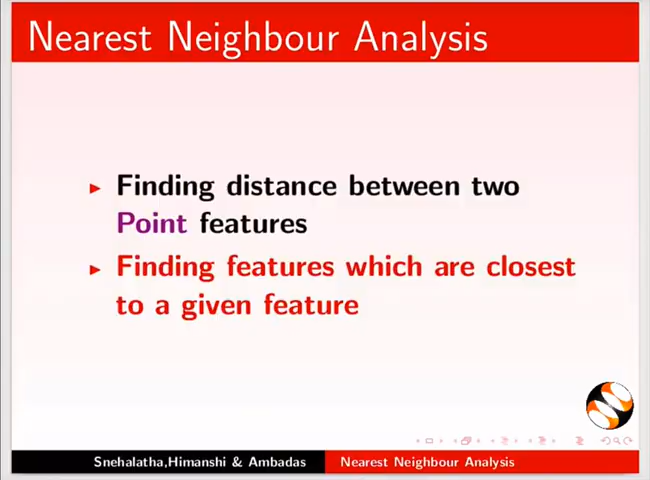 Nearest Neighbour Analysis
Finding distance between two
Point features
Finding features which are closest
to a given feature
Snehalatha,Himanshi & Ambadas
Nearest Neighbour Analysis